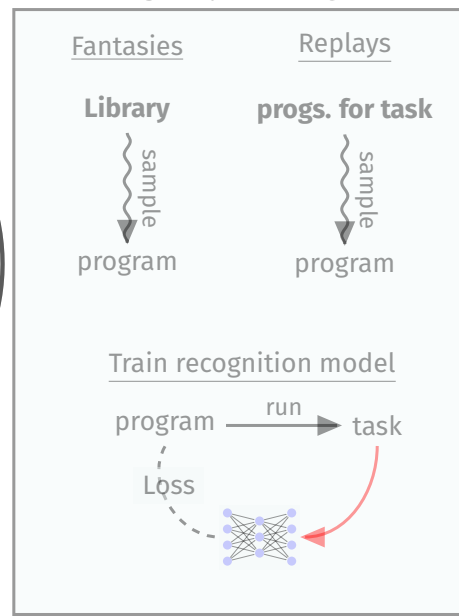 Fantasies
Replays
Library
progs. for task
sample
sample
program
program
Train recognition model
program
run
task
Loss